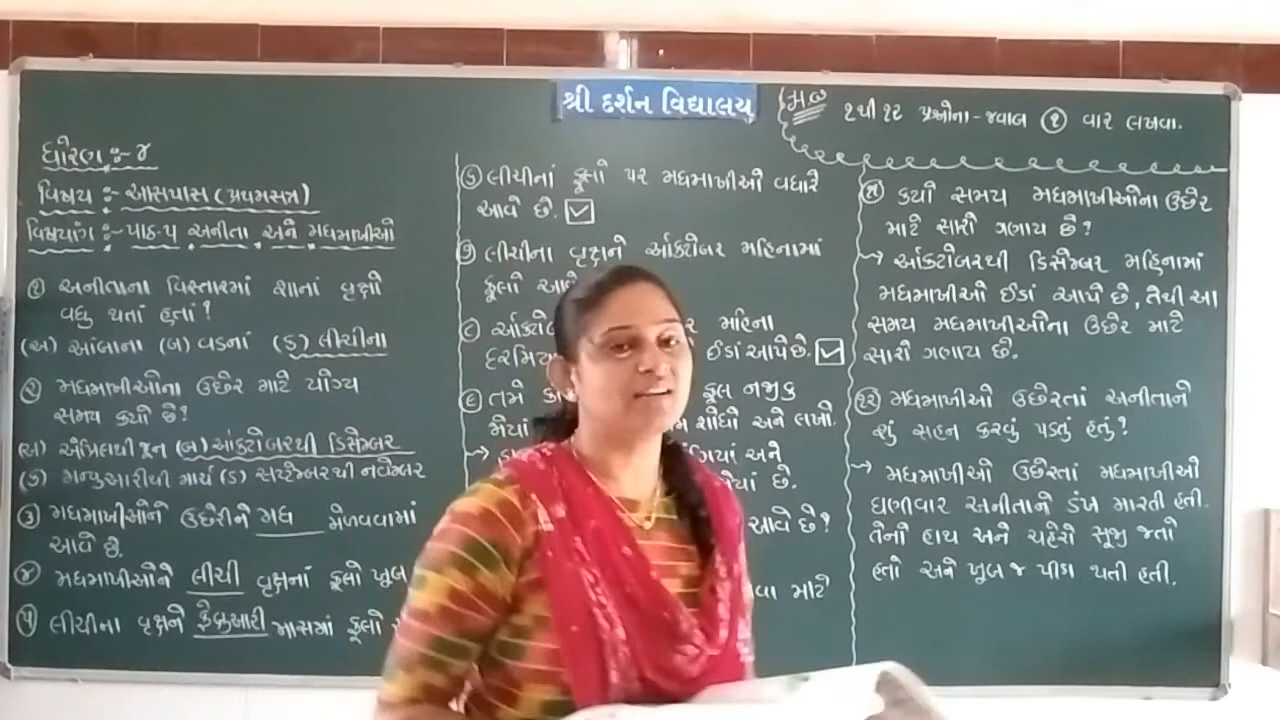 શ્રી દર્શન વિદ્યાલય
૧થી ૧૨ પ્રશ્નોના-જવાબ ૧ વાર લખવા.
ધોરણ :- ૪
વિષય :- આસપાસ (પ્રથમસત્ર)
વિષયાંગ :- પાઠ-૫ અનીતા અને મધમાખીઓ
૧ અનીતાના વિસ્તારમાં શાનાં વૃક્ષો
વધુ થતાં હતાં?
(અ) આંબાના (બ) વડનાં (ક) લીચીના
૨ મધમાખીઓના ઉછેર માટે યોગ્ય
સમય કયો છે?
(અ) એપ્રિલથી જૂન (બ) ઑક્ટોબરથી ડિસેમ્બર
(ક) જાન્યુઆરીથી માર્ચ (ડ) સપ્ટેમ્બરથી નવેમ્બર
૩ મધમાખીઓને ઉછેરીને મધ મેળવવામાં
આવે છે.
૪ મધમાખીઓને લીચી વૃક્ષનાં ફૂલો ખૂબ
૫ લીચીના વૃક્ષને ફેબ્રુઆરી માસમાં ફૂલો
૬ લીચીનાં ફૂલો પર મધમાખીઓ વધારે
આવે છે.
૭ લીચીના વૃક્ષને ઑક્ટોબર મહિનામાં
ફૂલો
૮ મહિના
ઈંડાં આપે છે.
૯ તમે ફૂલ નજીક
શોધો અને લખો.
અને
છે.
આવે છે?
માટે
૧૧ કયો સમય મધમાખીઓના ઉછેર
માટે સારો ગણાય છે?
→ ઑક્ટોબરથી ડિસેમ્બર મહિનામાં
મધમાખીઓ ઈંડાં આપે છે, તેથી આ
સમય મધમાખીઓના ઉછેર માટે
સારો ગણાય છે.
૧૨ મધમાખીઓ ઉછેરતાં અનીતાને
શું સહન કરવું પડતું હતું?
→ મધમાખીઓ ઉછેરતાં મધમાખીઓ
ઘણીવાર અનીતાને ડંખ મારતી હતી.
તેનો હાથ અને ચહેરો સૂજી જતો
હતો અને ખૂબ જ પીડા થતી હતી.